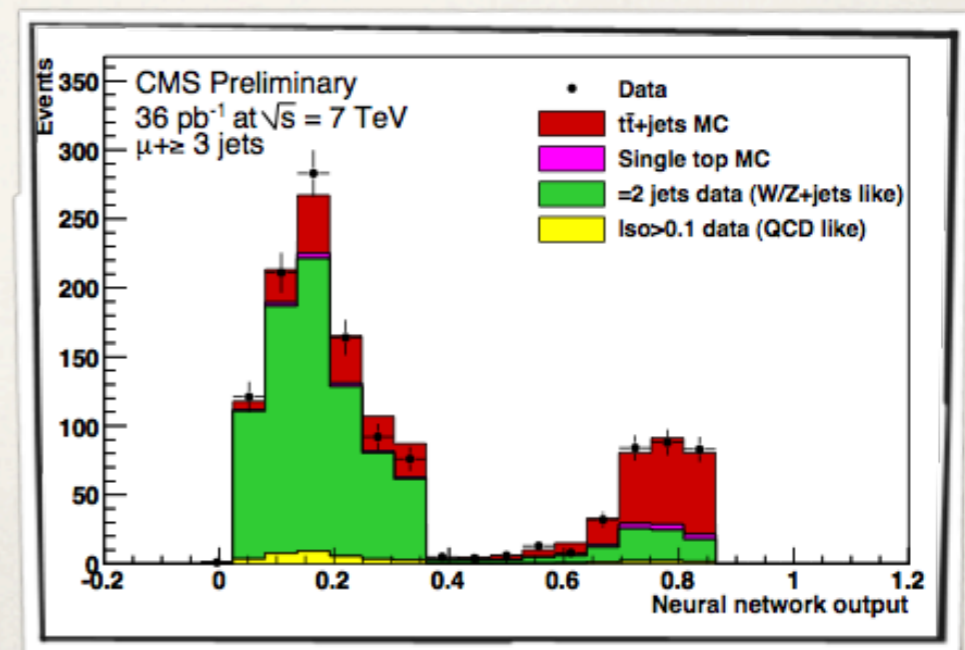 Events
350
300
250
200
150
100
50
0
CMS Preliminary
36 pb⁻¹ at √s = 7 TeV
μ+≥ 3 jets
Data
tt̄+jets MC
Single top MC
=2 jets data (W/Z+jets like)
Iso>0.1 data (QCD like)
-0.2 0 0.2 0.4 0.6 0.8 1 1.2
Neural network output